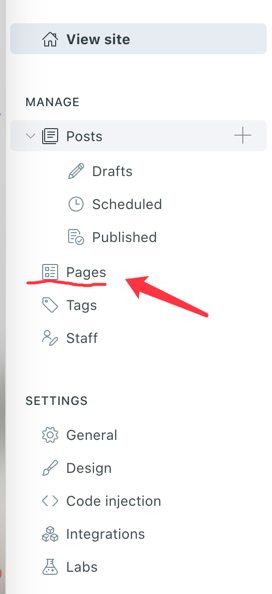 View site
MANAGE
Posts
Drafts
Scheduled
Published
Pages
Tags
Staff
SETTINGS
General
Design
Code injection
Integrations
Labs